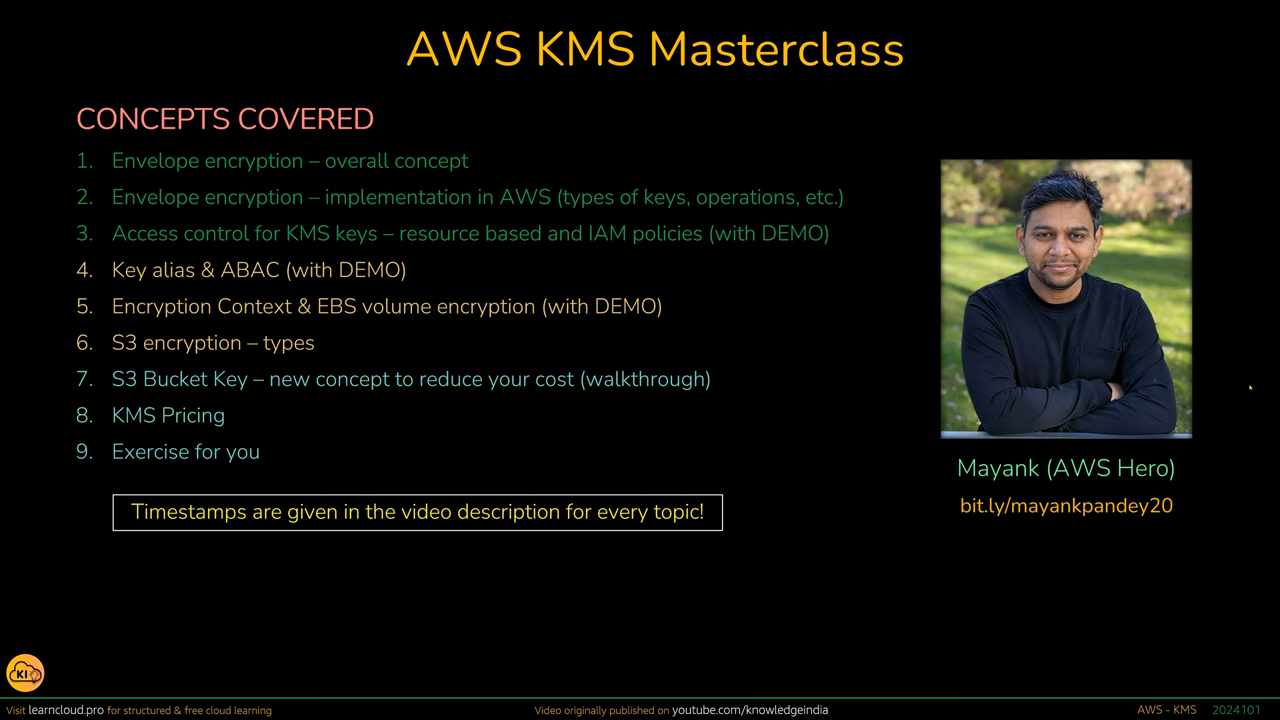 AWS KMS Masterclass
CONCEPTS COVERED
1. Envelope encryption – overall concept
2. Envelope encryption – implementation in AWS (types of keys, operations, etc.)
3. Access control for KMS keys – resource based and IAM policies (with DEMO)
4. Key alias & ABAC (with DEMO)
5. Encryption Context & EBS volume encryption (with DEMO)
6. S3 encryption – types
7. S3 Bucket Key – new concept to reduce your cost (walkthrough)
8. KMS Pricing
9. Exercise for you
Timestamps are given in the video description for every topic!
Mayank (AWS Hero)
bit.ly/mayankpandey20
KI
Visit learncloud.pro for structured & free cloud learning
Video originally published on youtube.com/knowledgeindia
AWS - KMS 2024101